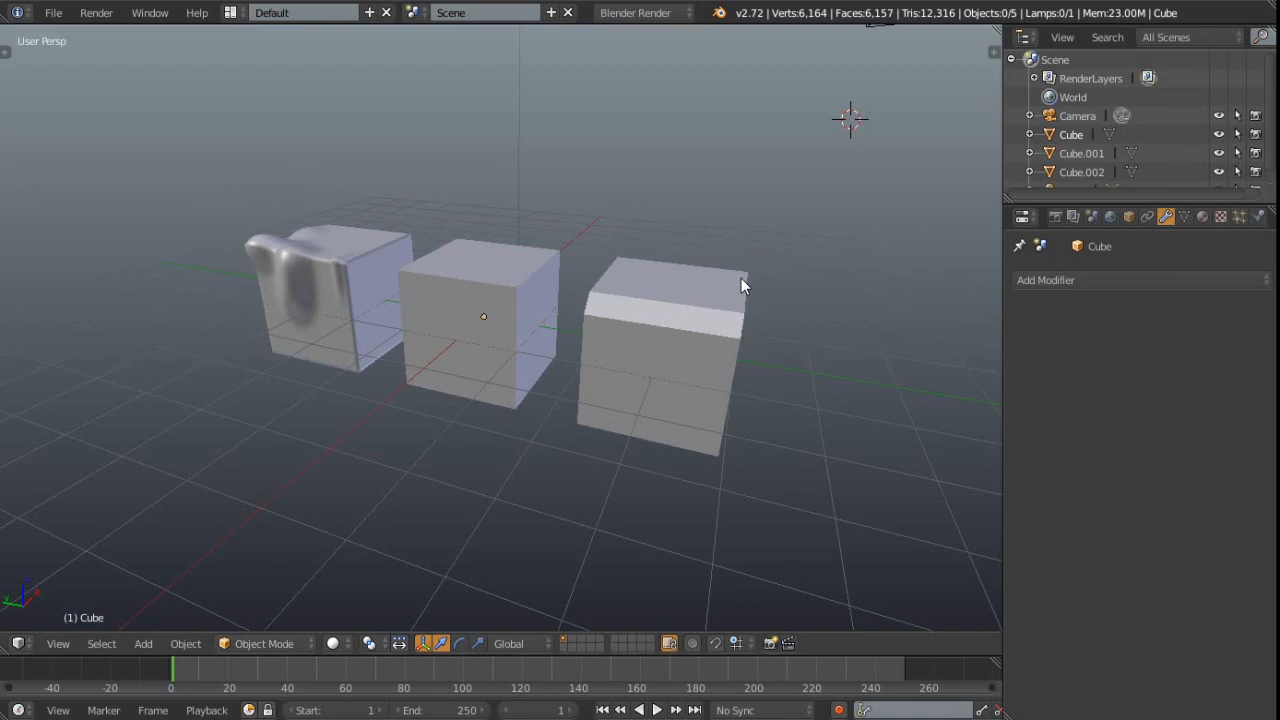 File Render Window Help Default Scene Blender Render v2.72 | Verts:6,164 | Faces:6,157 | Tris:12,316 | Objects:0/5 | Lamps:0/1 | Mem:23.00M | Cube
User Persp
View Search All Scenes
Scene
RenderLayers
World
Camera
Cube
Cube.001
Cube.002
Cube
Add Modifier
(1) Cube
View Select Add Object Object Mode Global
-40 -20 0 20 40 60 80 100 120 140 160 180 200 220 240 260
View Marker Frame Playback Start: 1 End: 250 1 No Sync